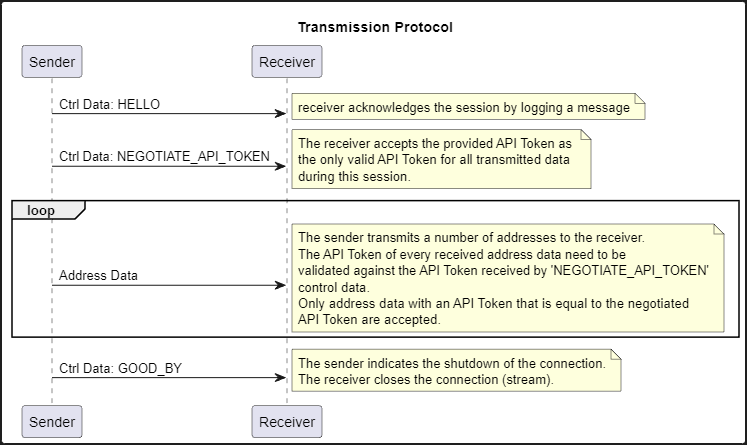 Transmission Protocol
Sender
Receiver
Ctrl Data: HELLO
receiver acknowledges the session by logging a message
Ctrl Data: NEGOTIATE_API_TOKEN
The receiver accepts the provided API Token as
the only valid API Token for all transmitted data
during this session.
loop
Address Data
The sender transmits a number of addresses to the receiver.
The API Token of every received address data need to be
validated against the API Token received by 'NEGOTIATE_API_TOKEN'
control data.
Only address data with an API Token that is equal to the negotiated
API Token are accepted.
Ctrl Data: GOOD_BY
The sender indicates the shutdown of the connection.
The receiver closes the connection (stream).
Sender
Receiver